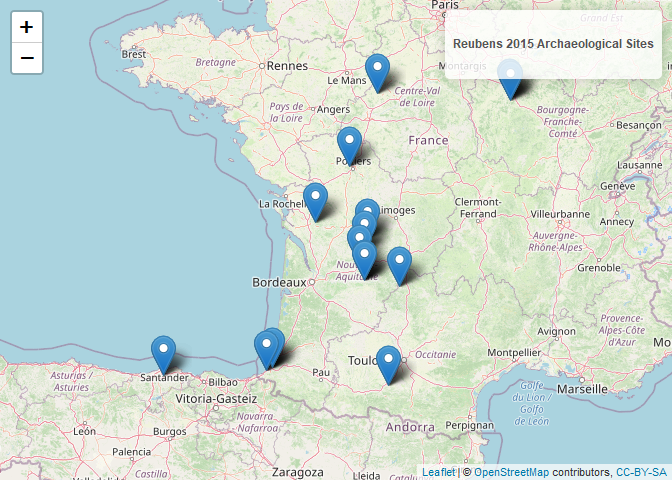 +
−
Reubens 2015 Archaeological Sites
Paris
Grand Est
Brest
Bretagne
Rennes
Le Mans
Montargis
Pays de
la Loire
Angers
Centre-Val
de Loire
Bourgogne-
Franche-
Comté
Besançon
France
Poitiers
Lausanne
Genève
La Rochelle
Limoges
Clermont-
Ferrand
Villeurbanne
Annecy
Auvergne-
Rhône-Alpes
Grenoble
Bordeaux
Aquitaine
Provence-
Alpes-Côte
d'Azur
Avignon
Montpellier
Occitanie
Toulouse
Marseille
Santander
Asturias /
Asturies
Bilbao
Pau
Vitoria-Gasteiz
Golfe
du Lion /
Golfo
de León
Perpignan
Andorra
Navarra -
Nafarroa
León
Burgos
Palencia
Castilla
Valladolid
Zaragoza
Lleida
Leaflet | © OpenStreetMap contributors, CC-BY-SA